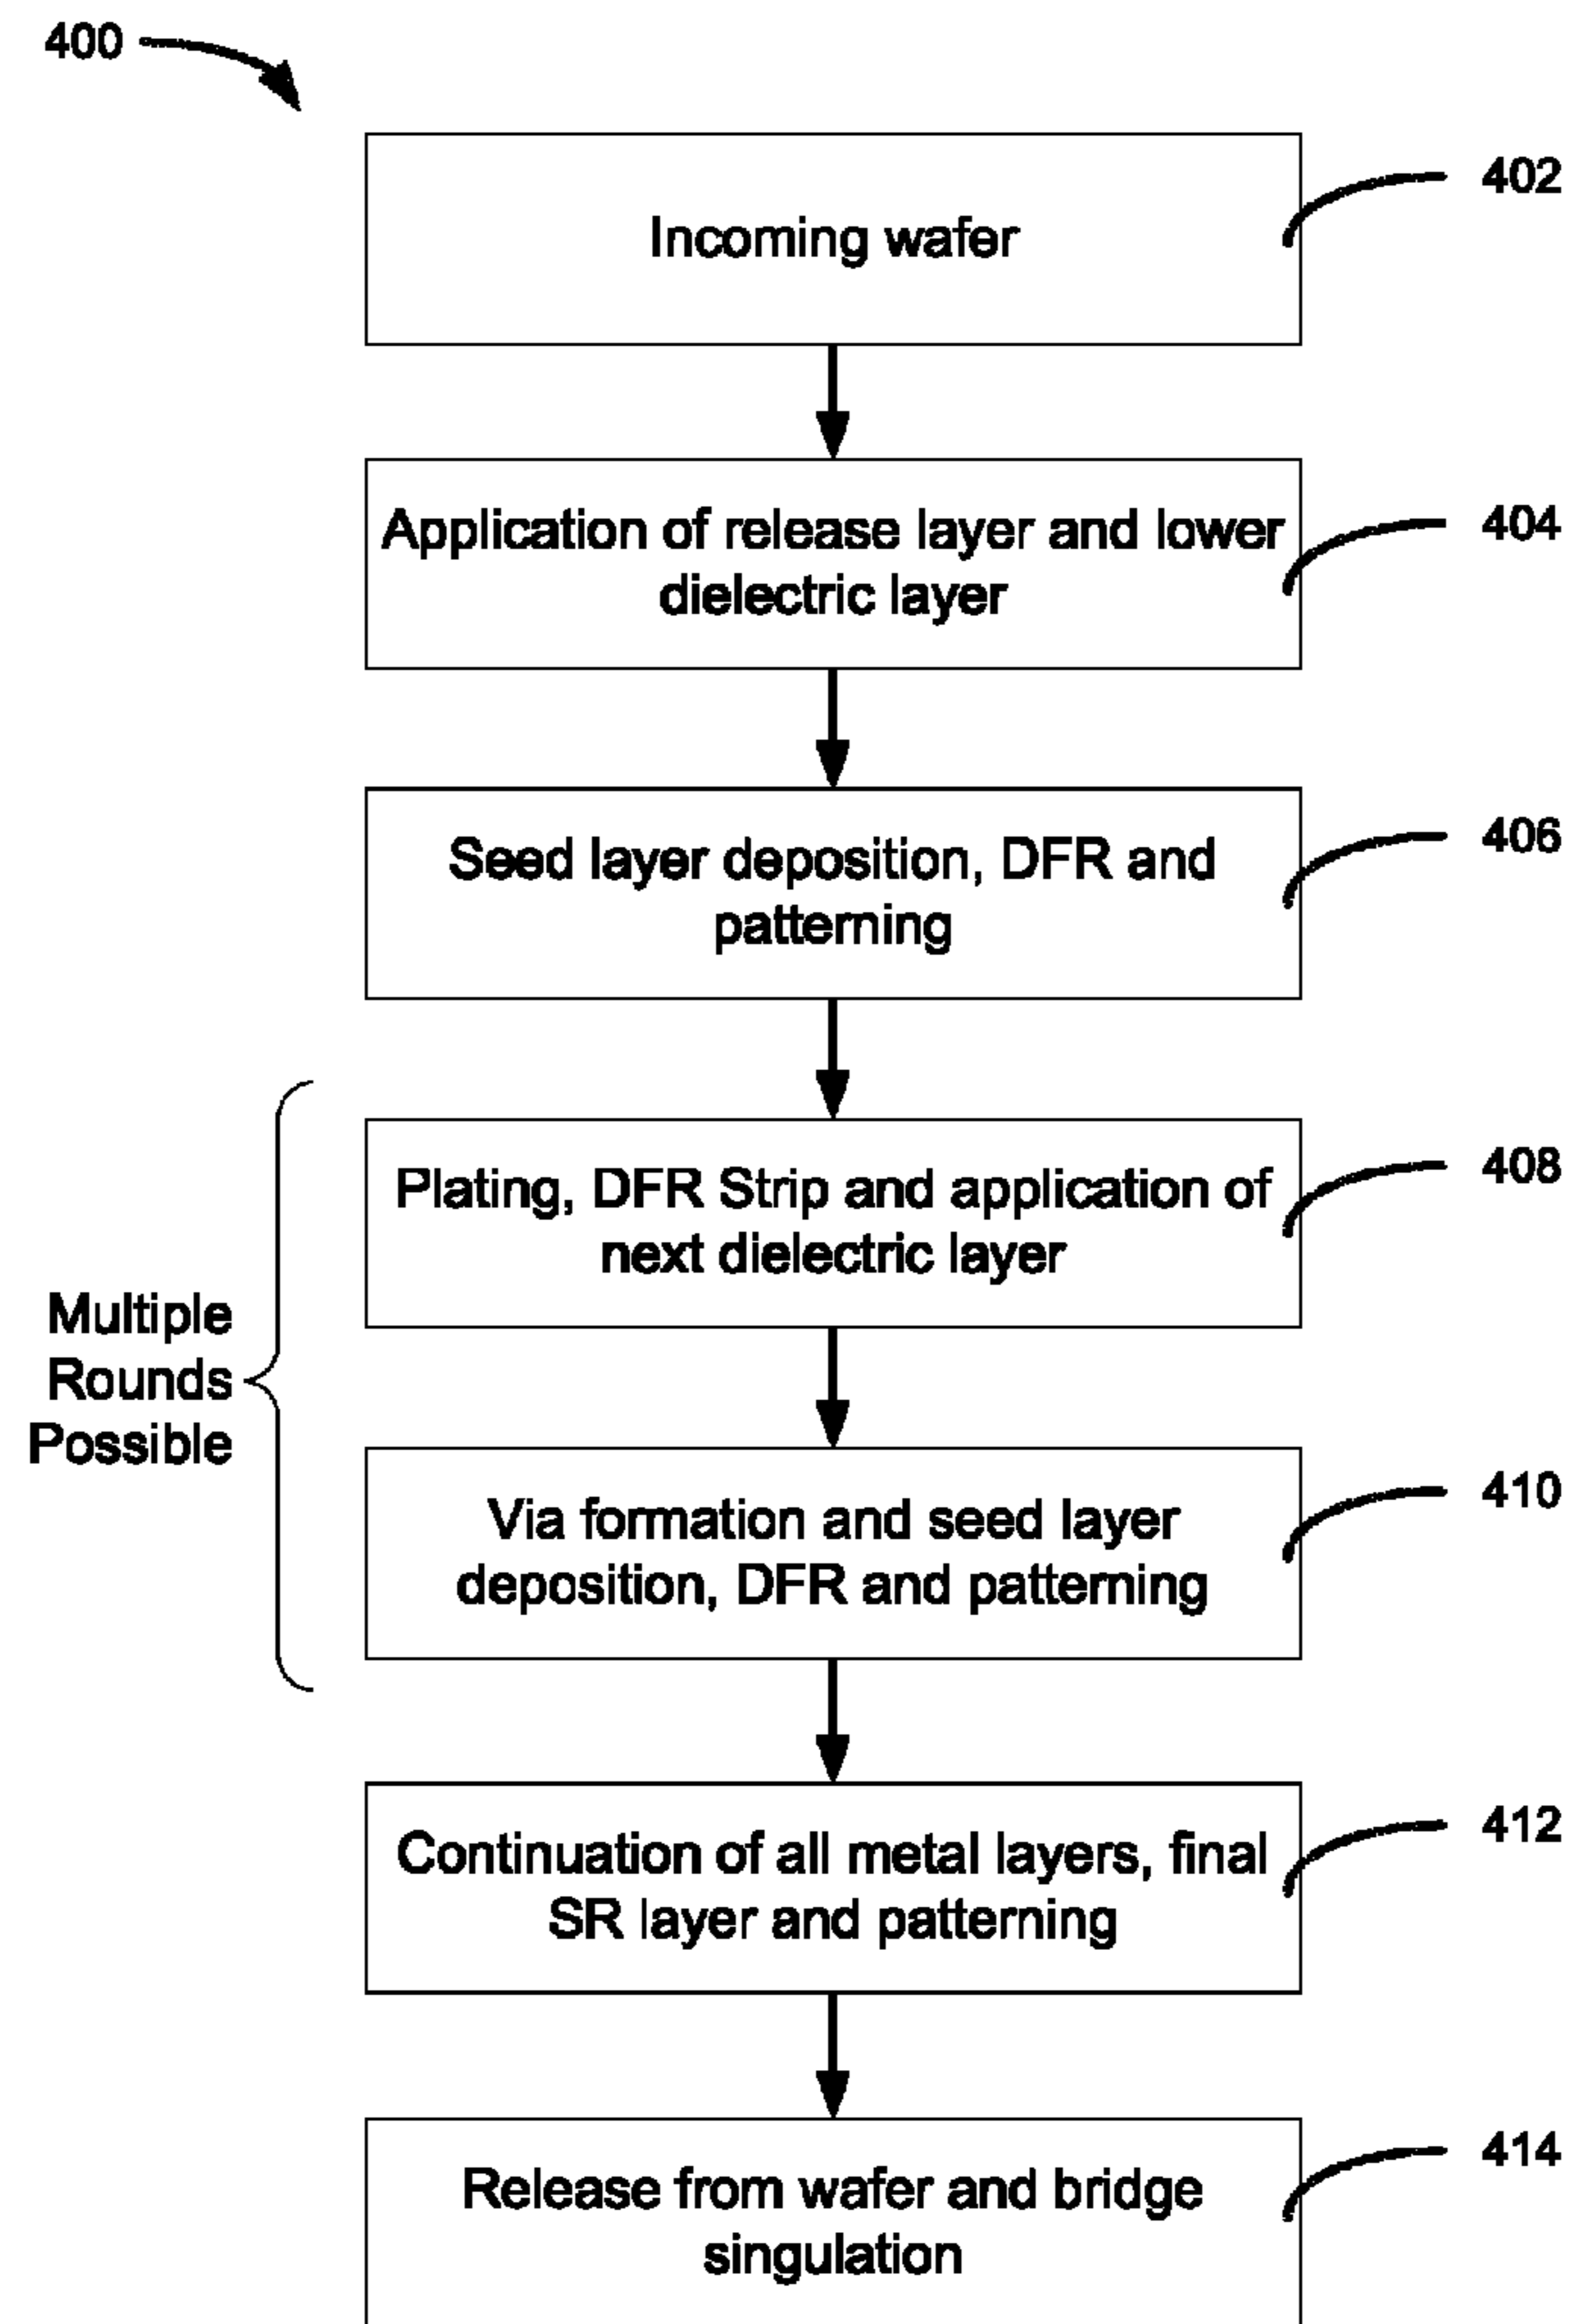 400
Incoming wafer
402
Application of release layer and lower
dielectric layer
404
Seed layer deposition, DFR and
patterning
406
Multiple
Rounds
Possible
Plating, DFR Strip and application of
next dielectric layer
408
Via formation and seed layer
deposition, DFR and patterning
410
Continuation of all metal layers, final
SR layer and patterning
412
Release from wafer and bridge
singulation
414